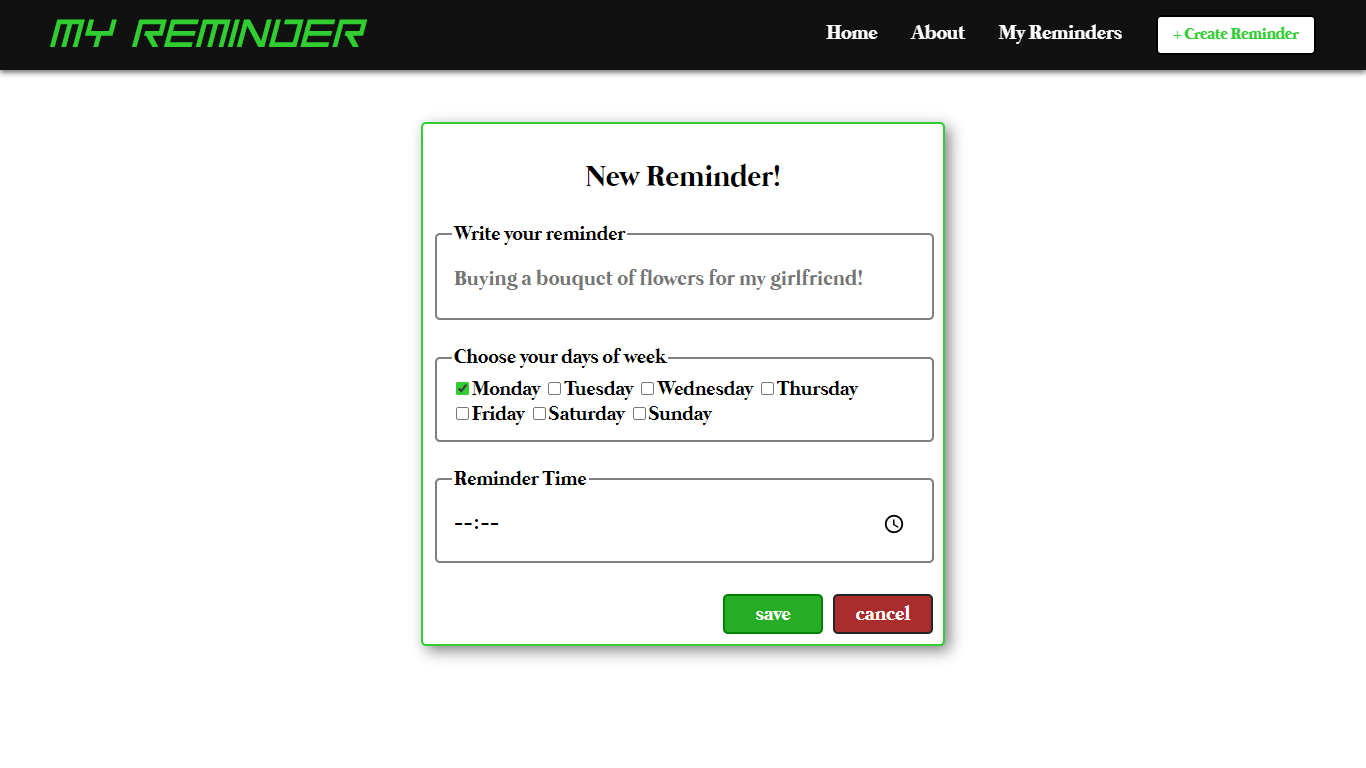 MY REMINDER
Home About My Reminders + Create Reminder
New Reminder!
Write your reminder
Buying a bouquet of flowers for my girlfriend!
Choose your days of week
Monday Tuesday Wednesday Thursday
Friday Saturday Sunday
Reminder Time
--:--
save cancel